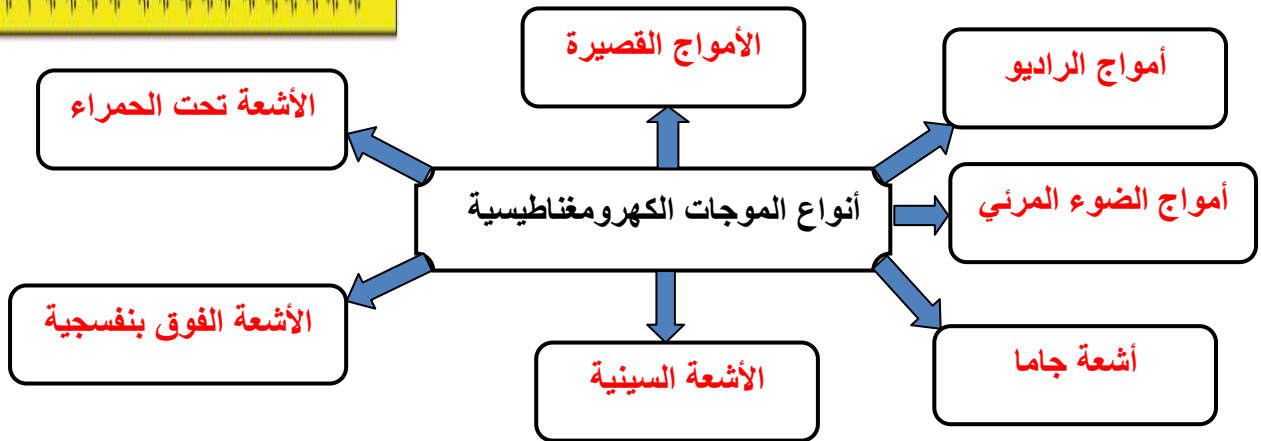 الأمواج القصيرة
أمواج الراديو
الأشعة تحت الحمراء
أنواع الموجات الكهرومغناطيسية
أمواج الضوء المرئي
الأشعة الفوق بنفسجية
الأشعة السينية
أشعة جاما